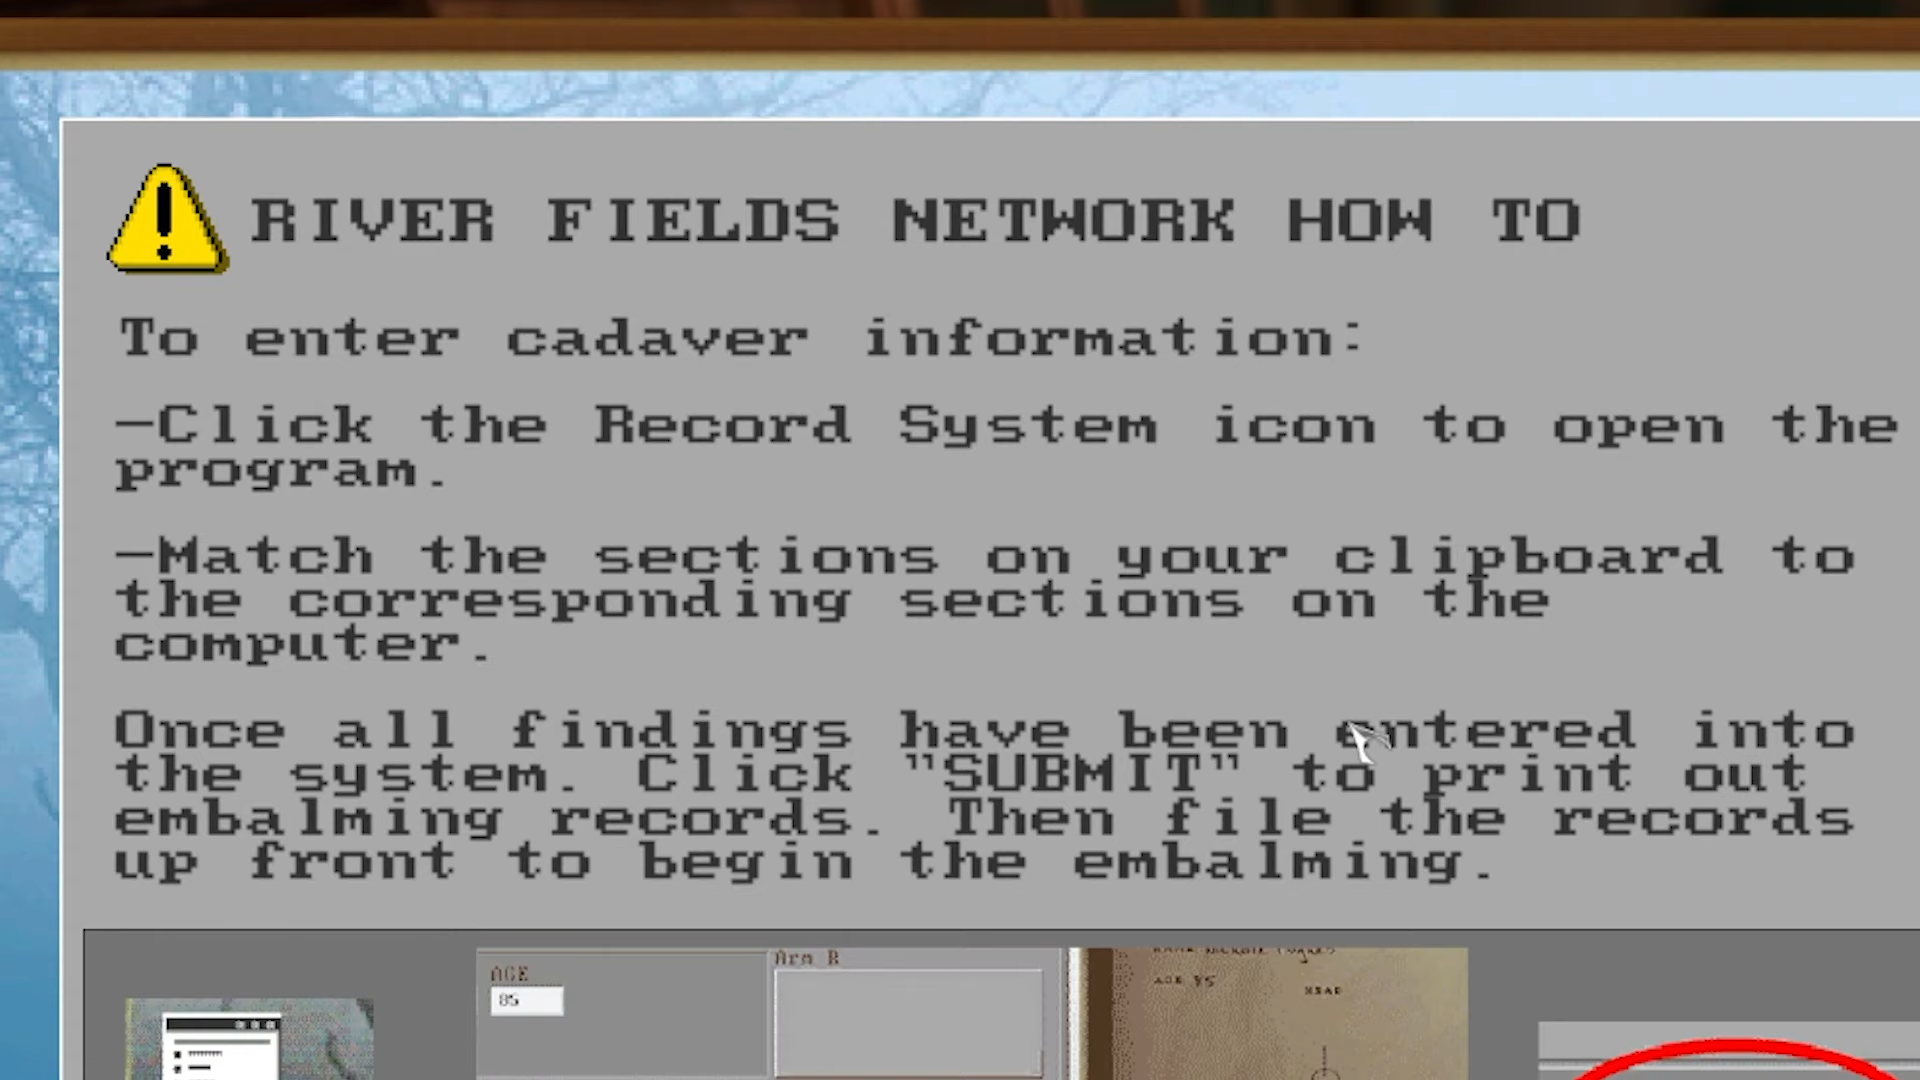 RIVER FIELDS NETWORK HOW TO
To enter cadaver information:
—Click the Record System icon to open the
program.
—Match the sections on your clipboard to
the corresponding sections on the
computer.
Once all findings have been entered into
the system. Click "SUBMIT" to print out
embalming records. Then file the records
up front to begin the embalming.
AGE
85
Arm R
AGE 85
HEAD